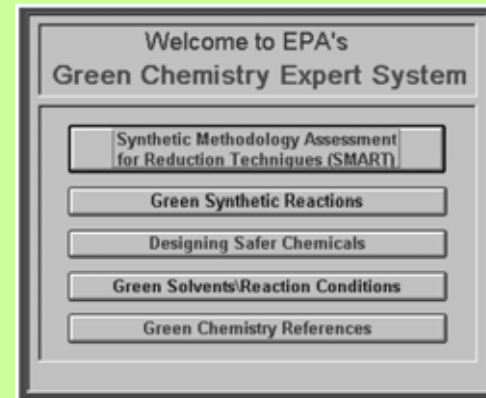 Welcome to EPA's
Green Chemistry Expert System
Synthetic Methodology Assessment
for Reduction Techniques (SMART)
Green Synthetic Reactions
Designing Safer Chemicals
Green Solvents\Reaction Conditions
Green Chemistry References